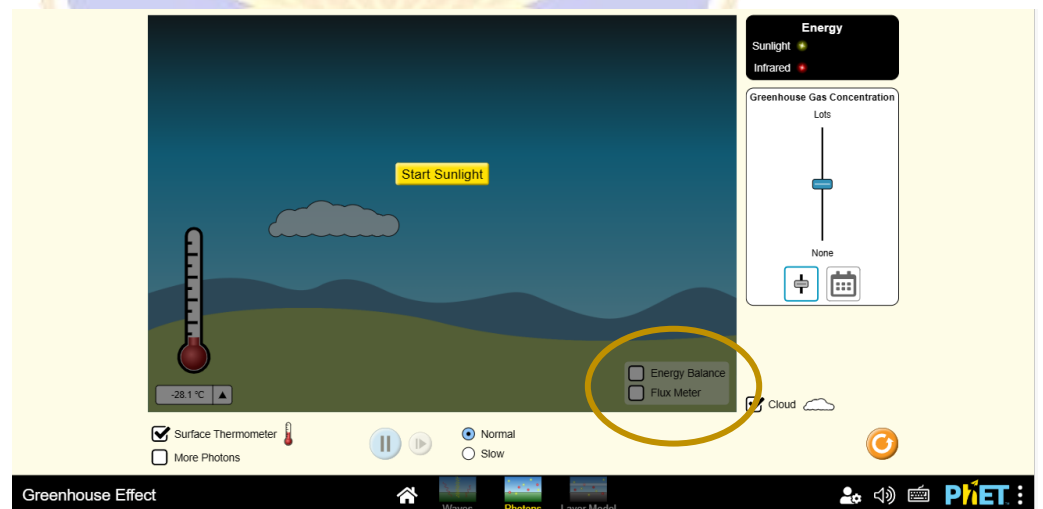 Energy
Sunlight
Infrared
Greenhouse Gas Concentration
Lots
None
Start Sunlight
-28.1 °C
Energy Balance
Flux Meter
Cloud
Surface Thermometer
More Photons
Normal
Slow
Greenhouse Effect
Waves
Photons
Layer Model
PhET